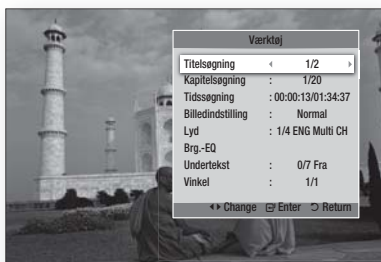 Værktøj
Titelsøgning ◂ 1/2 ▸
Kapitelsøgning : 1/20
Tidssøgning : 00:00:13/01:34:37
Billedindstilling : Normal
Lyd : 1/4 ENG Multi CH
Brg.-EQ
Undertekst : 0/7 Fra
Vinkel : 1/1
◂▸ Change Enter Return